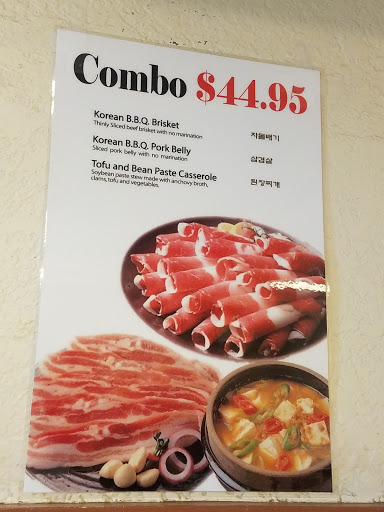 Combo $44.95
Korean B.B.Q. Brisket
Thinly Sliced beef brisket with no marination
차돌배기
Korean B.B.Q. Pork Belly
Sliced pork belly with no marination
삼겹살
Tofu and Bean Paste Casserole
Soybean paste stew made with anchovy broth,
clams,tofu and vegetables.
된장찌개